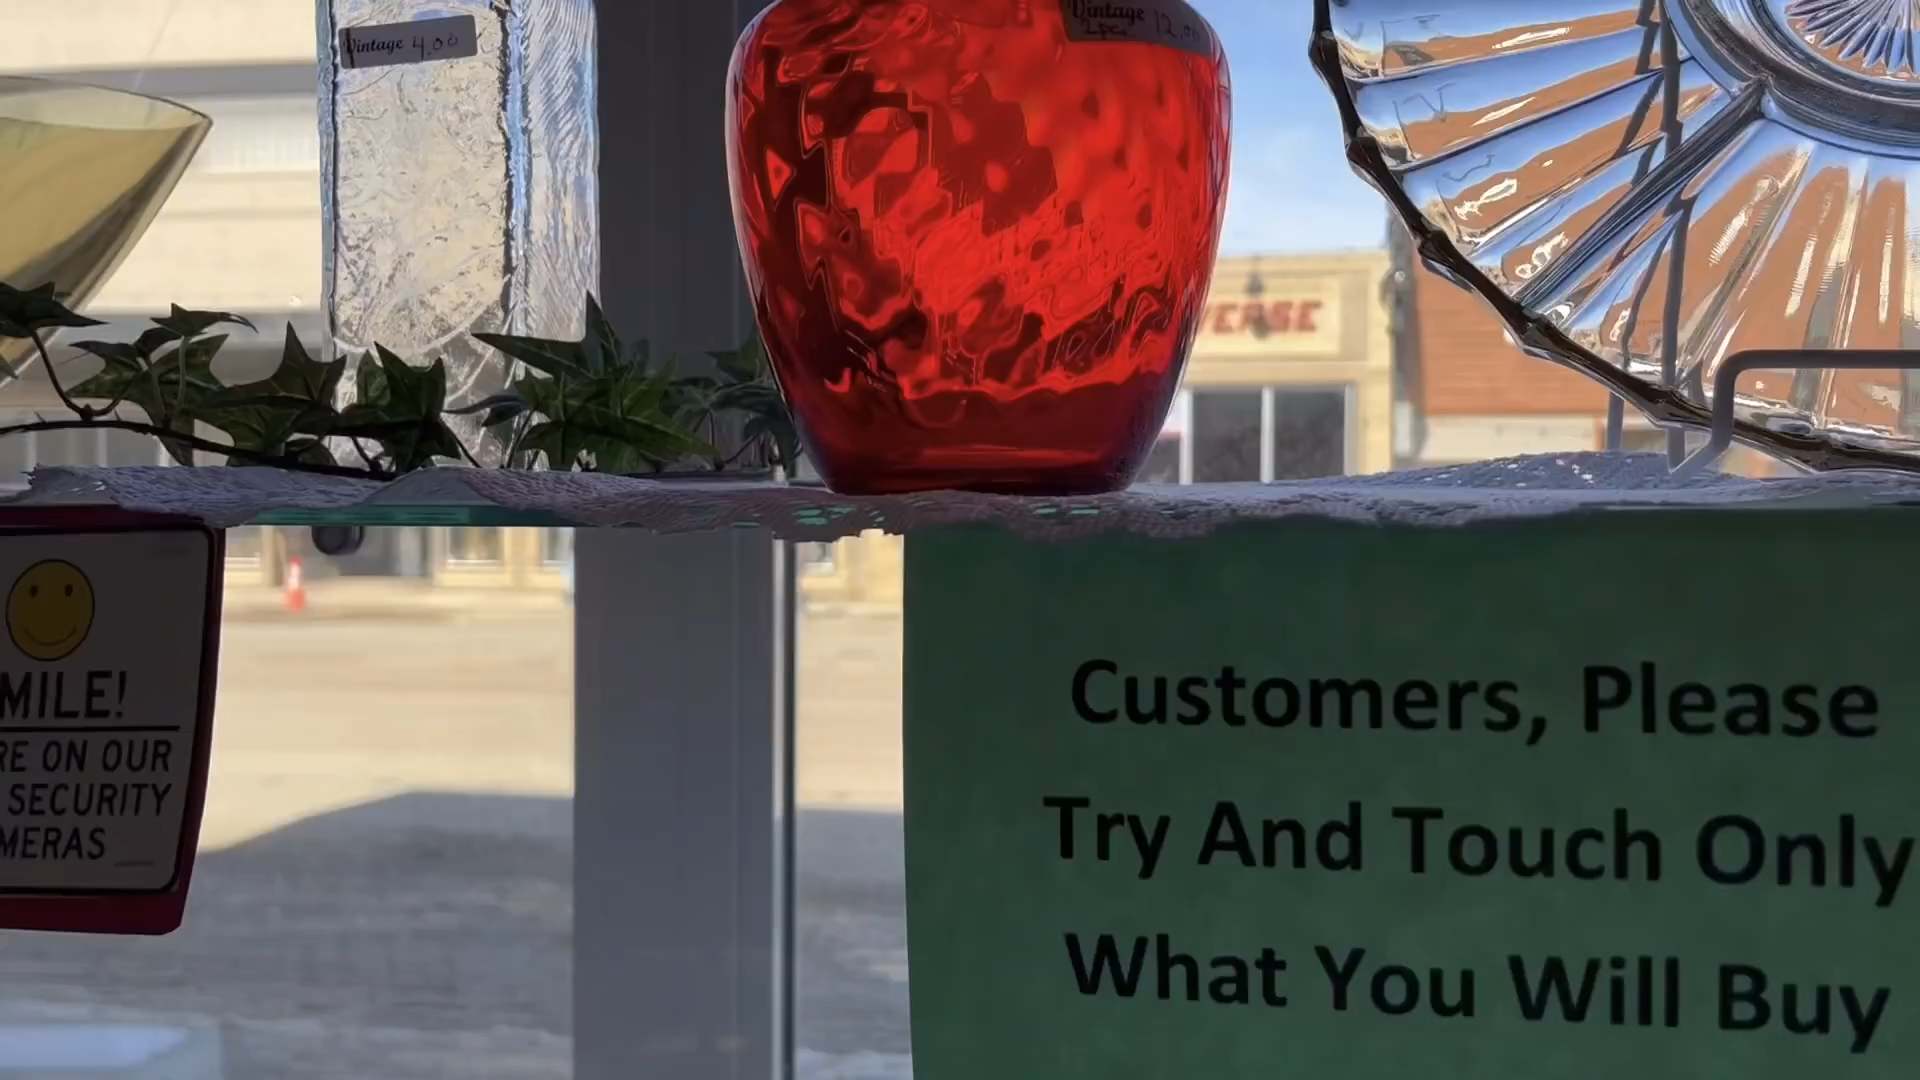 Vintage 4.00
Vintage 12.00
2pc.
VERSE
MILE!
RE ON OUR
SECURITY
MERAS
Customers, Please
Try And Touch Only
What You Will Buy